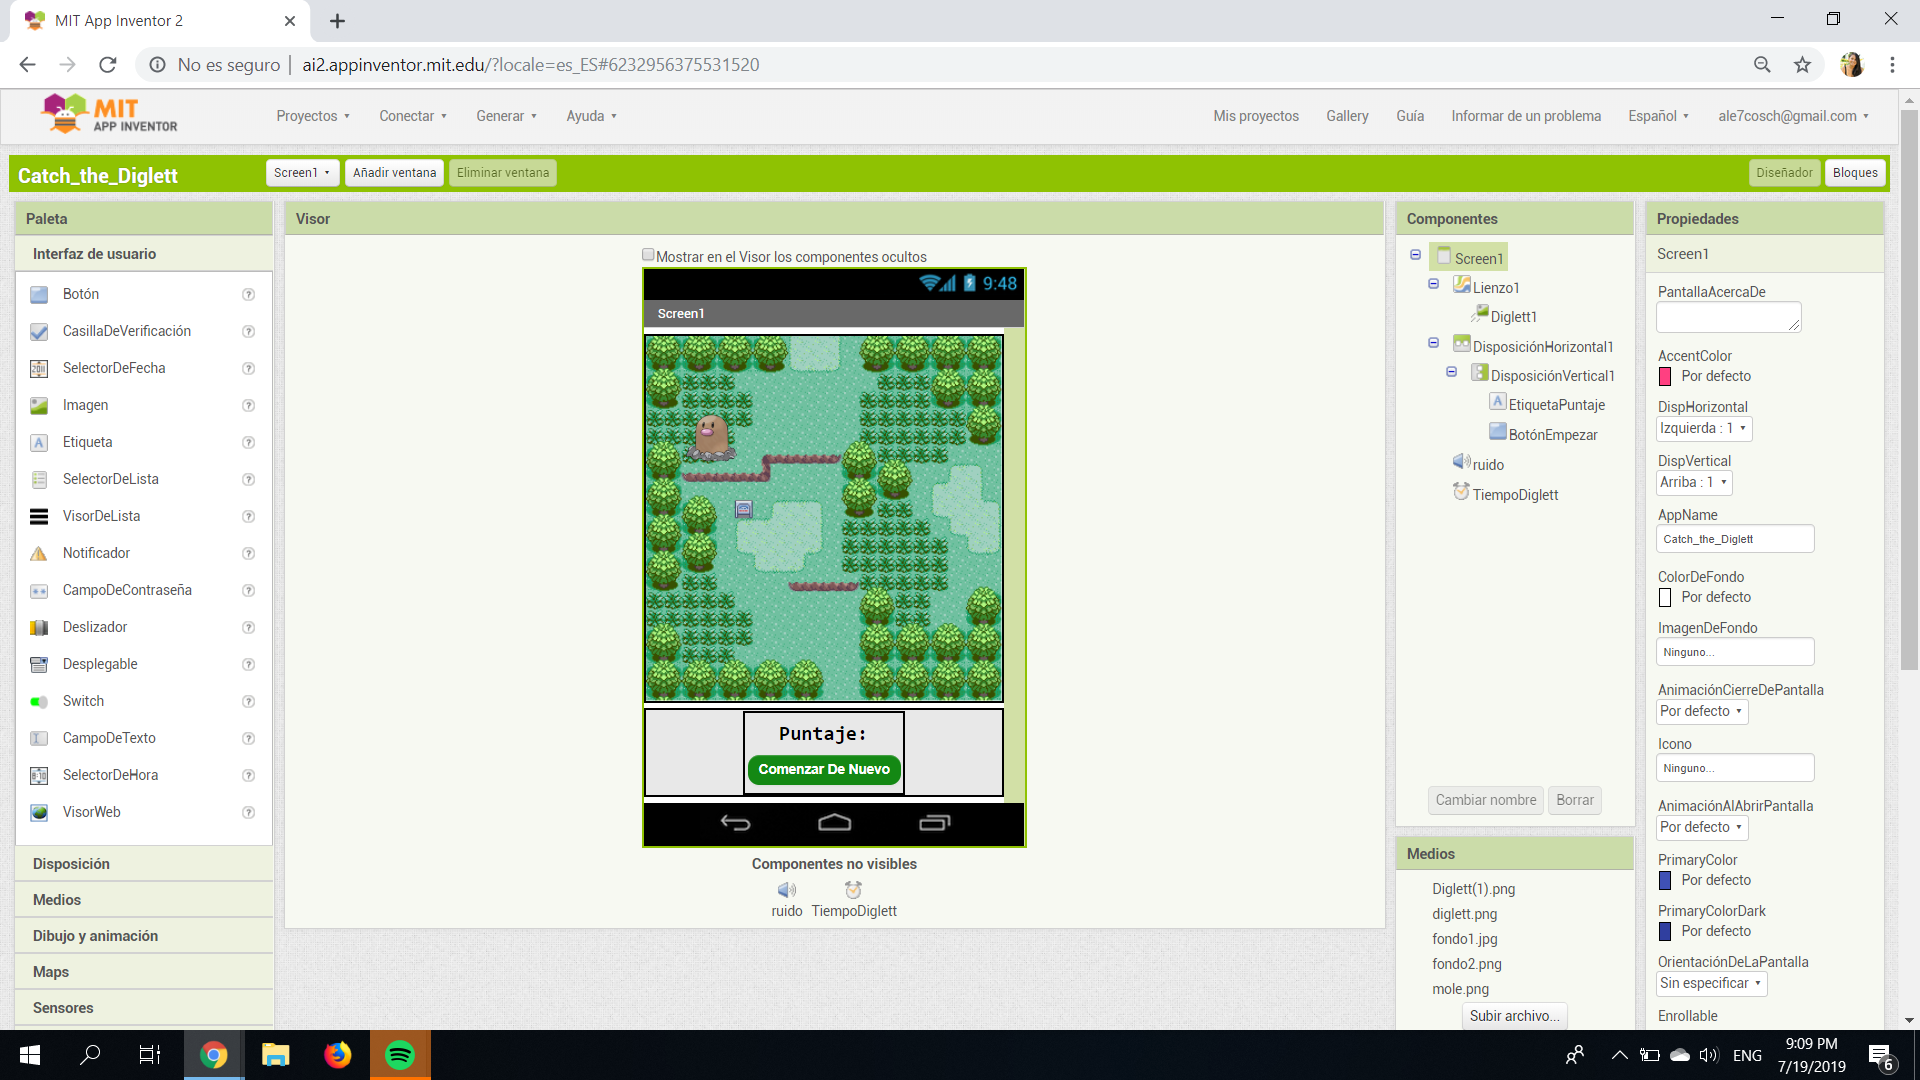 MIT App Inventor 2
No es seguro | ai2.appinventor.mit.edu/?locale=es_ES#6232956375531520
MIT
APP INVENTOR
Proyectos Conectar Generar Ayuda Mis proyectos Gallery Guía Informar de un problema Español ale7cosch@gmail.com
Catch_the_Diglett Screen1 Añadir ventana Eliminar ventana Diseñador Bloques
Paleta
Interfaz de usuario
Botón ?
CasillaDeVerificación ?
SelectorDeFecha ?
Imagen ?
Etiqueta ?
SelectorDeLista ?
VisorDeLista ?
Notificador ?
CampoDeContraseña ?
Deslizador ?
Desplegable ?
Switch ?
CampoDeTexto ?
SelectorDeHora ?
VisorWeb ?
Disposición
Medios
Dibujo y animación
Maps
Sensores
Visor
Mostrar en el Visor los componentes ocultos
9:48
Screen1
Puntaje:
Comenzar De Nuevo
Componentes no visibles
ruido TiempoDiglett
Componentes
Screen1
Lienzo1
Diglett1
DisposiciónHorizontal1
DisposiciónVertical1
EtiquetaPuntaje
BotónEmpezar
ruido
TiempoDiglett
Cambiar nombre Borrar
Medios
Diglett(1).png
diglett.png
fondo1.jpg
fondo2.png
mole.png
Subir archivo...
Propiedades
Screen1
PantallaAcercaDe
AccentColor
Por defecto
DispHorizontal
Izquierda : 1
DispVertical
Arriba : 1
AppName
Catch_the_Diglett
ColorDeFondo
Por defecto
ImagenDeFondo
Ninguno...
AnimaciónCierreDePantalla
Por defecto
Icono
Ninguno...
AnimaciónAlAbrirPantalla
Por defecto
PrimaryColor
Por defecto
PrimaryColorDark
Por defecto
OrientaciónDeLaPantalla
Sin especificar
Enrollable
ENG
9:09 PM
7/19/2019
6